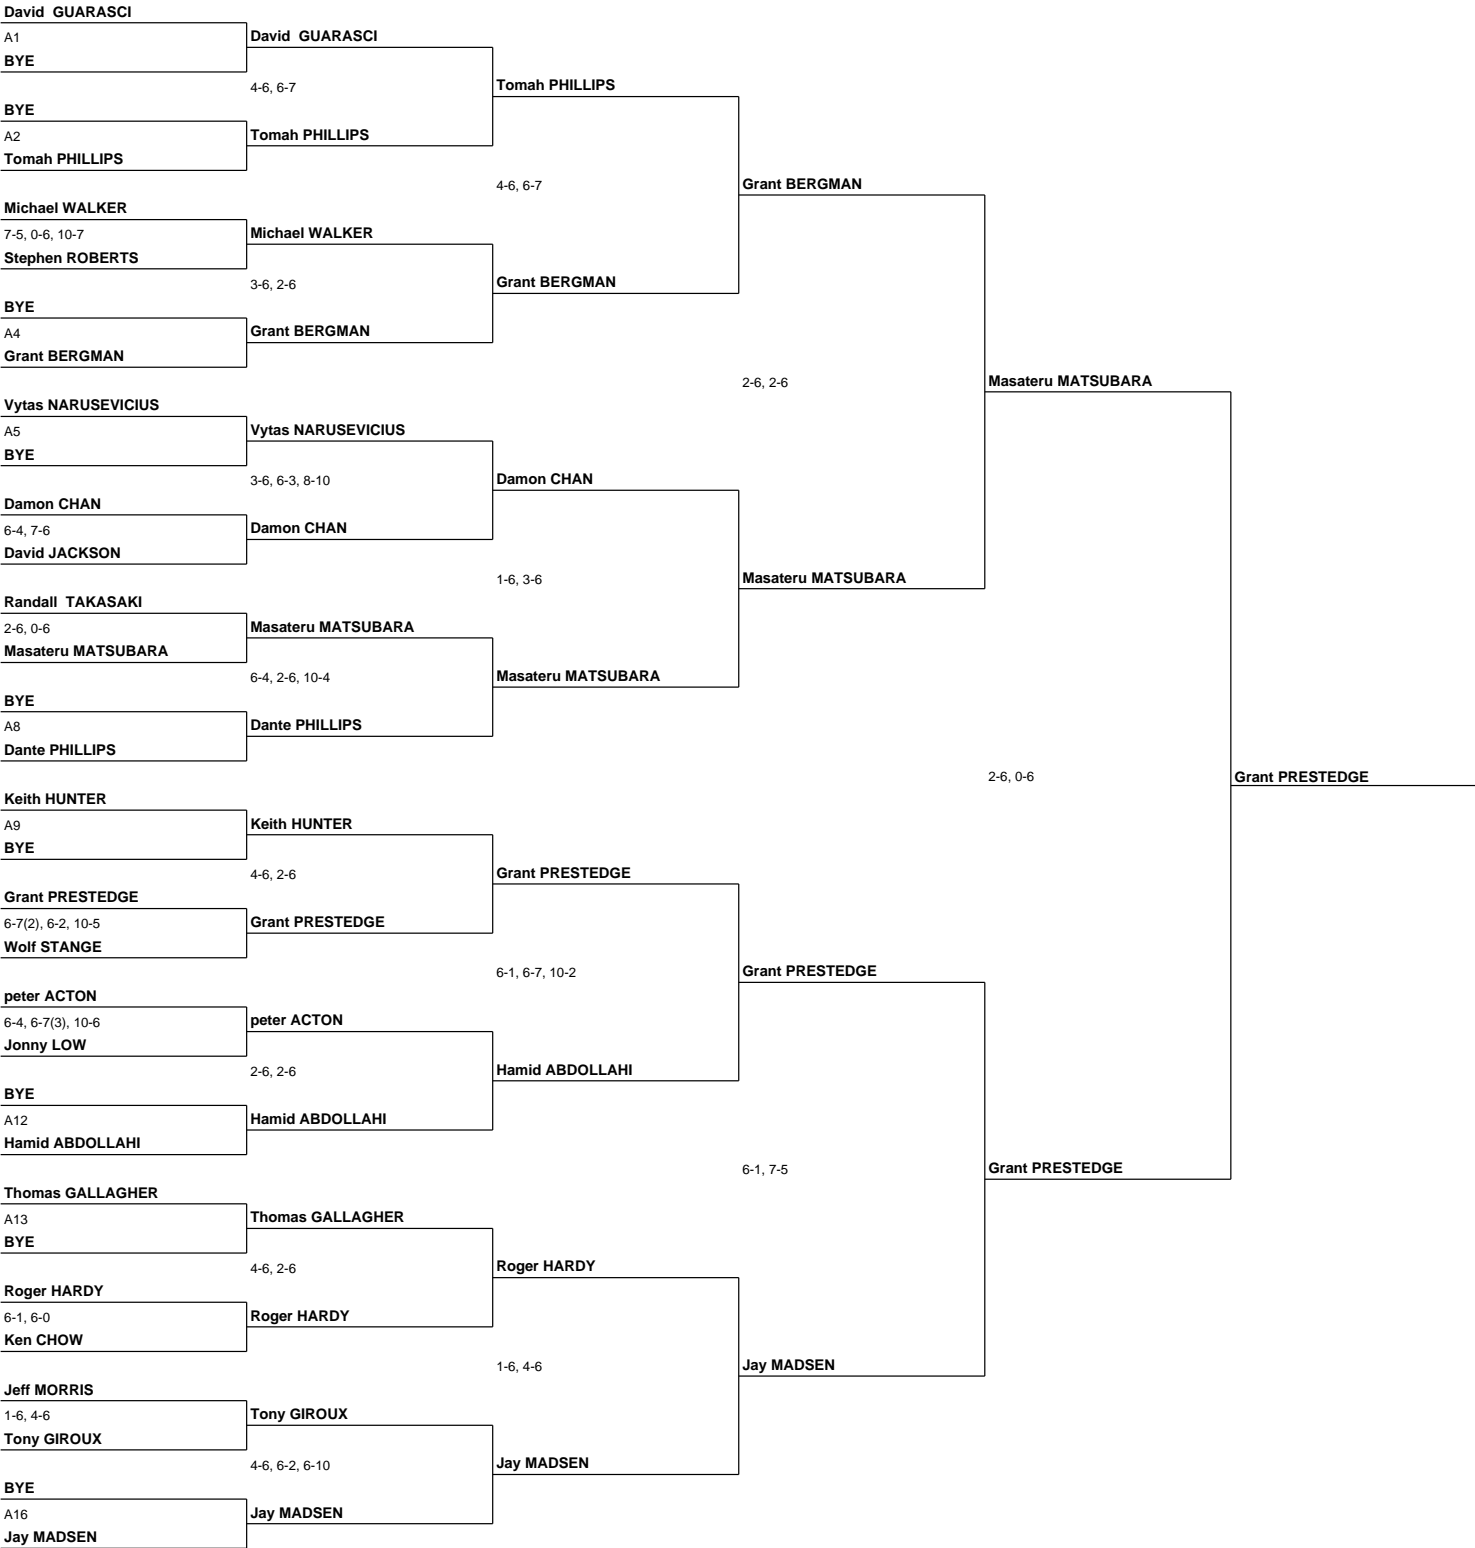 David  GUARASCI
A1
BYE
BYE
A2
Tomah PHILLIPS
Michael WALKER
7-5, 0-6, 10-7
Stephen ROBERTS
BYE
A4
Grant BERGMAN
Vytas NARUSEVICIUS
A5
BYE
Damon CHAN
6-4, 7-6
David JACKSON
Randall  TAKASAKI
2-6, 0-6
Masateru MATSUBARA
BYE
A8
Dante PHILLIPS
Keith HUNTER
A9
BYE
Grant PRESTEDGE
6-7(2), 6-2, 10-5
Wolf STANGE
peter ACTON
6-4, 6-7(3), 10-6
Jonny LOW
BYE
A12
Hamid ABDOLLAHI
Thomas GALLAGHER
A13
BYE
Roger HARDY
6-1, 6-0
Ken CHOW
Jeff MORRIS
1-6, 4-6
Tony GIROUX
BYE
A16
Jay MADSEN
David  GUARASCI
4-6, 6-7
Tomah PHILLIPS
Michael WALKER
3-6, 2-6
Grant BERGMAN
Vytas NARUSEVICIUS
3-6, 6-3, 8-10
Damon CHAN
Masateru MATSUBARA
6-4, 2-6, 10-4
Dante PHILLIPS
Keith HUNTER
4-6, 2-6
Grant PRESTEDGE
peter ACTON
2-6, 2-6
Hamid ABDOLLAHI
Thomas GALLAGHER
4-6, 2-6
Roger HARDY
Tony GIROUX
4-6, 6-2, 6-10
Jay MADSEN
Tomah PHILLIPS
4-6, 6-7
Grant BERGMAN
Damon CHAN
1-6, 3-6
Masateru MATSUBARA
Grant PRESTEDGE
6-1, 6-7, 10-2
Hamid ABDOLLAHI
Roger HARDY
1-6, 4-6
Jay MADSEN
Grant BERGMAN
2-6, 2-6
Masateru MATSUBARA
Grant PRESTEDGE
6-1, 7-5
Jay MADSEN
Masateru MATSUBARA
2-6, 0-6
Grant PRESTEDGE
Grant PRESTEDGE